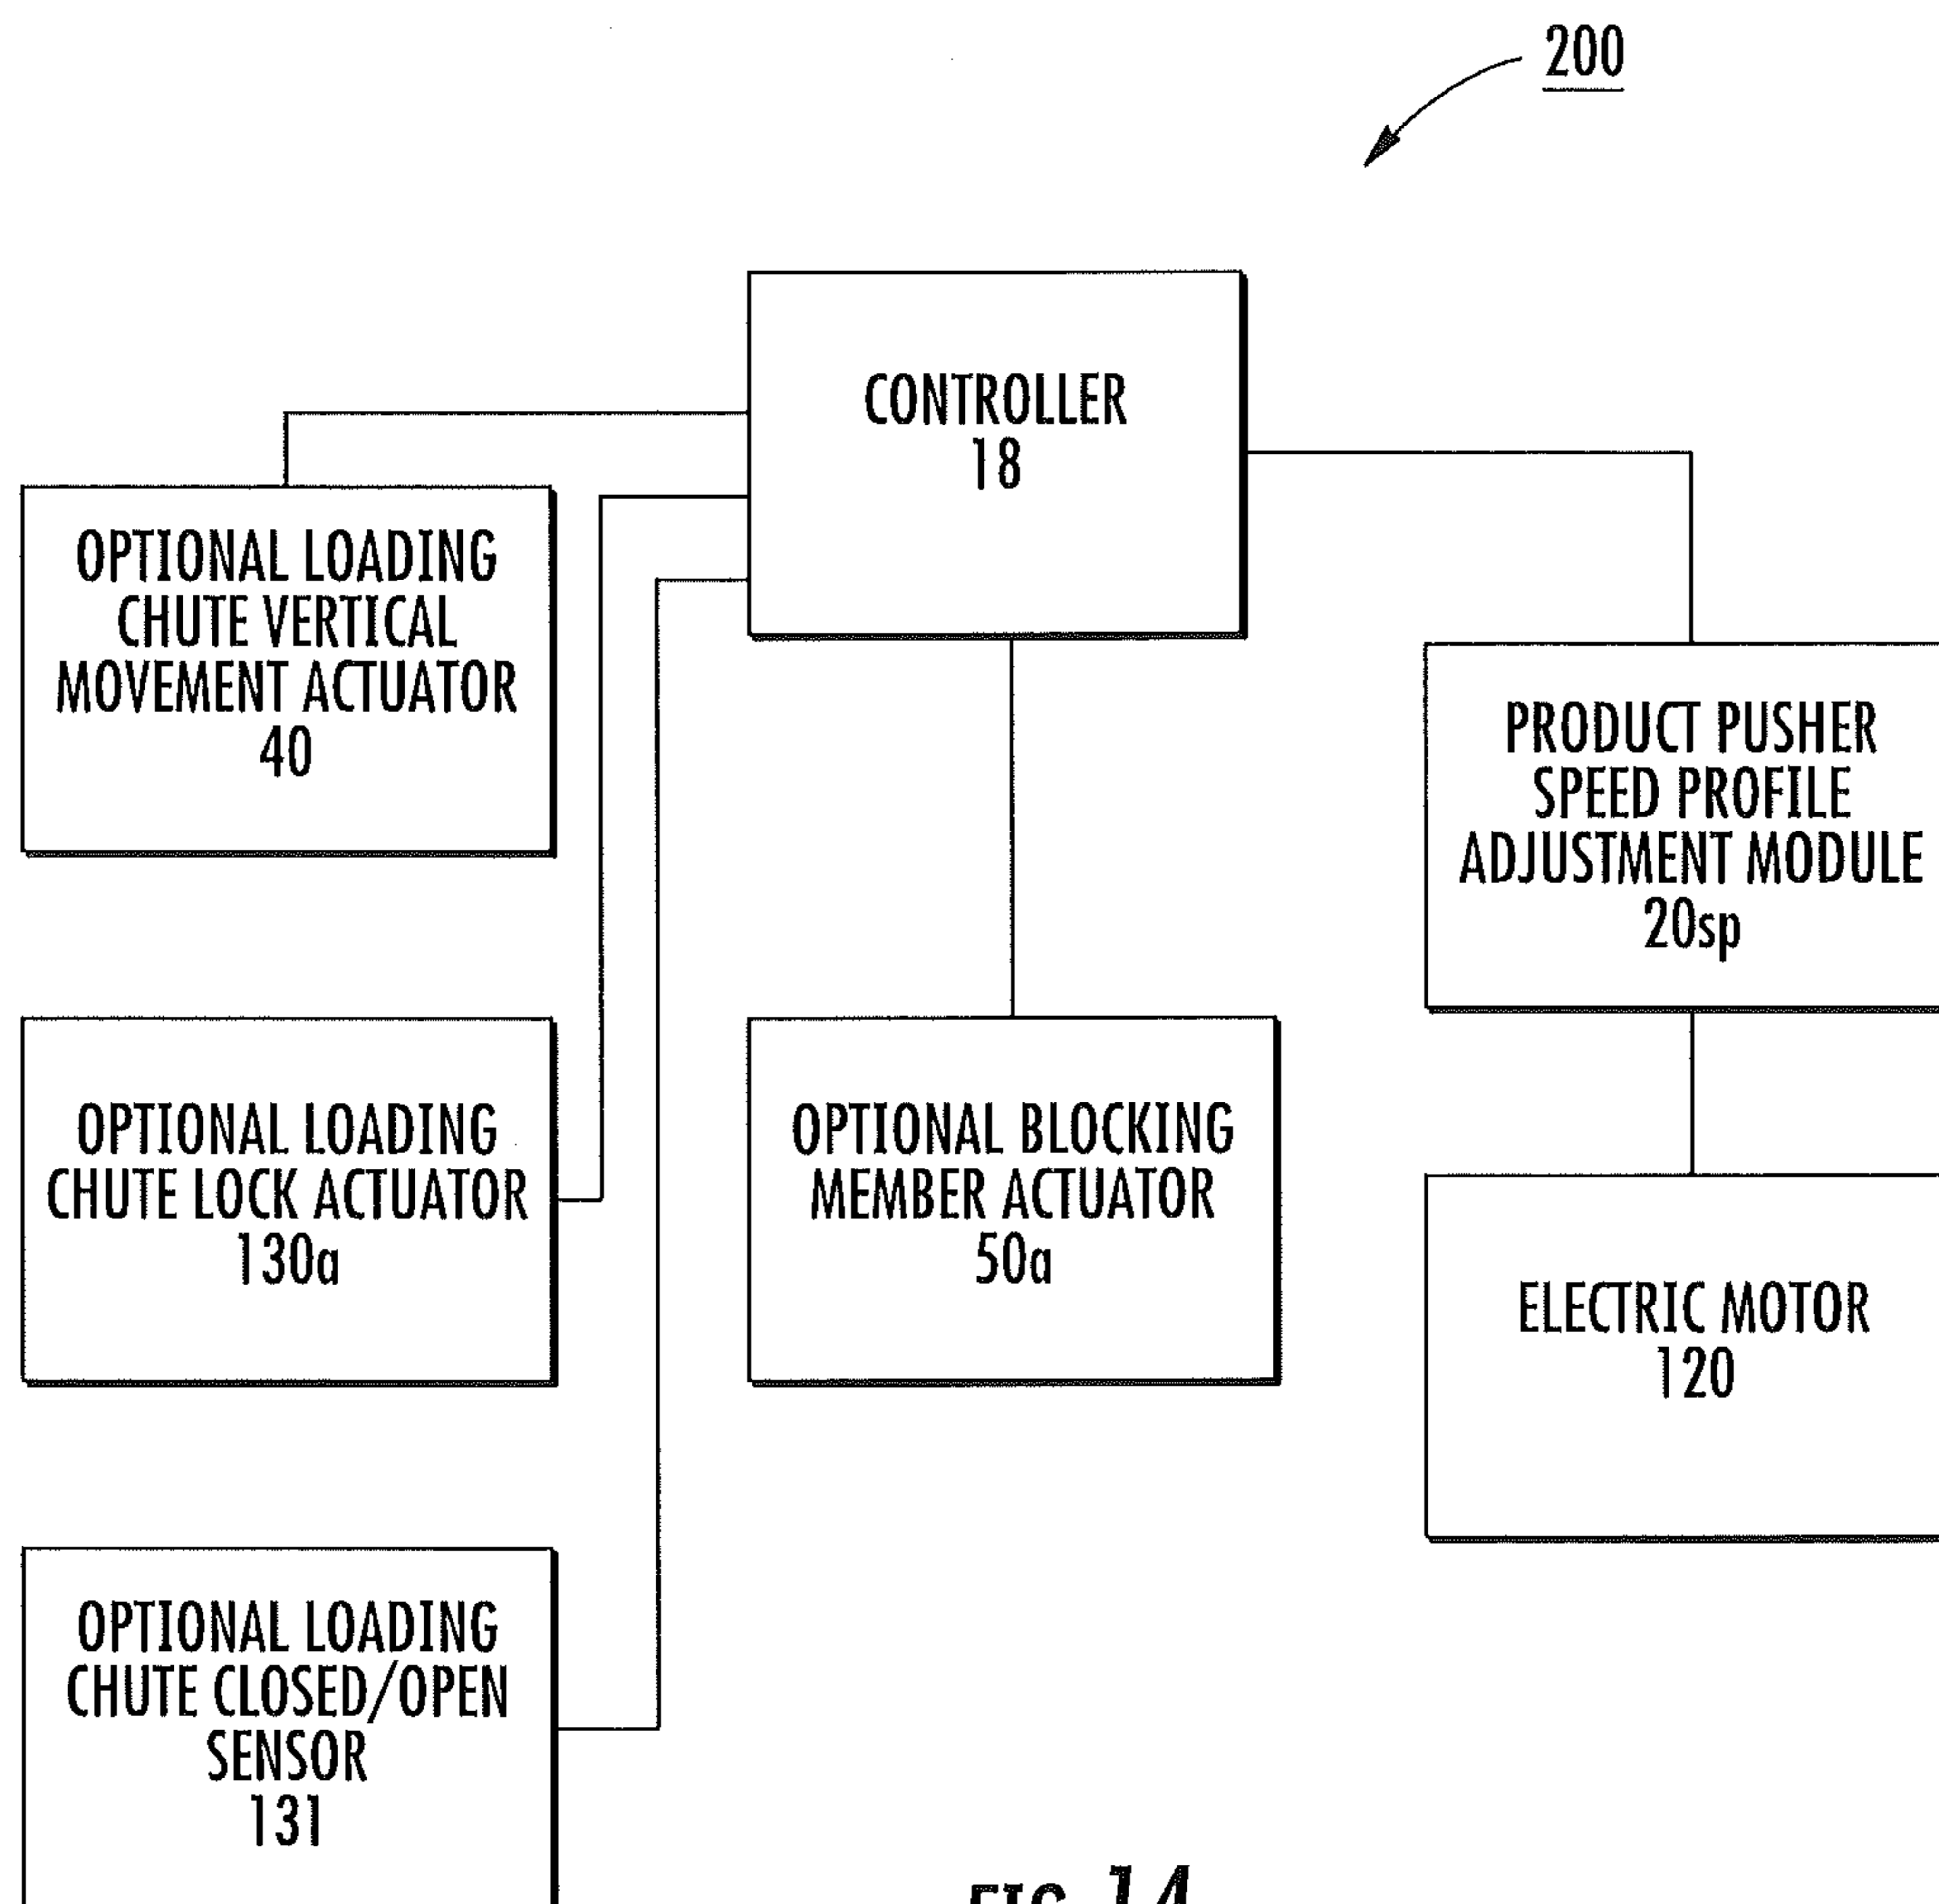 200
CONTROLLER
18
OPTIONAL LOADING
CHUTE VERTICAL
MOVEMENT ACTUATOR
40
PRODUCT PUSHER
SPEED PROFILE
ADJUSTMENT MODULE
20sp
OPTIONAL LOADING
CHUTE LOCK ACTUATOR
130a
OPTIONAL BLOCKING
MEMBER ACTUATOR
50a
ELECTRIC MOTOR
120
OPTIONAL LOADING
CHUTE CLOSED/OPEN
SENSOR
131
FIG. 14